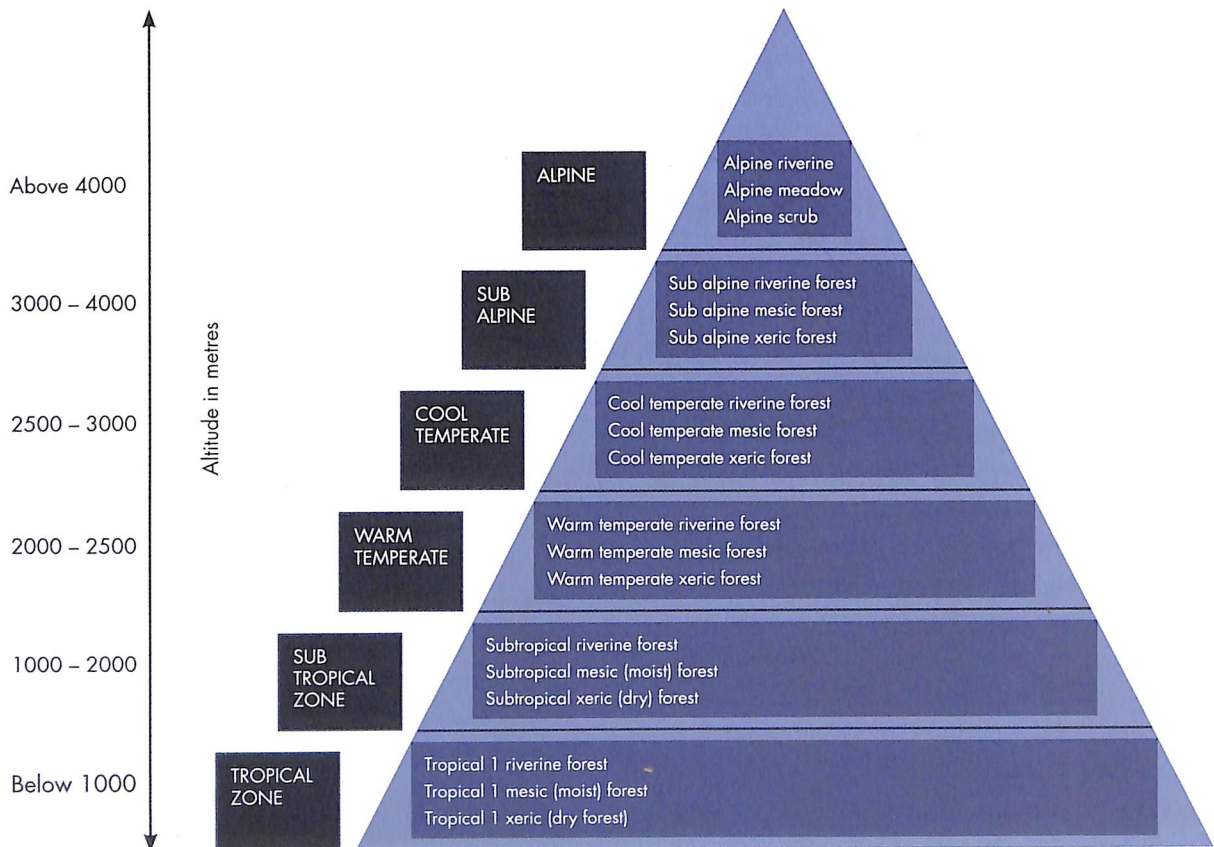 Above 4000
ALPINE
Alpine riverine
Alpine meadow
Alpine scrub
3000 – 4000
SUB
ALPINE
Sub alpine riverine forest
Sub alpine mesic forest
Sub alpine xeric forest
Altitude in metres
2500 – 3000
COOL
TEMPERATE
Cool temperate riverine forest
Cool temperate mesic forest
Cool temperate xeric forest
2000 – 2500
WARM
TEMPERATE
Warm temperate riverine forest
Warm temperate mesic forest
Warm temperate xeric forest
1000 – 2000
SUB
TROPICAL
ZONE
Subtropical riverine forest
Subtropical mesic (moist) forest
Subtropical xeric (dry) forest
Below 1000
TROPICAL
ZONE
Tropical 1 riverine forest
Tropical 1 mesic (moist) forest
Tropical 1 xeric (dry forest)